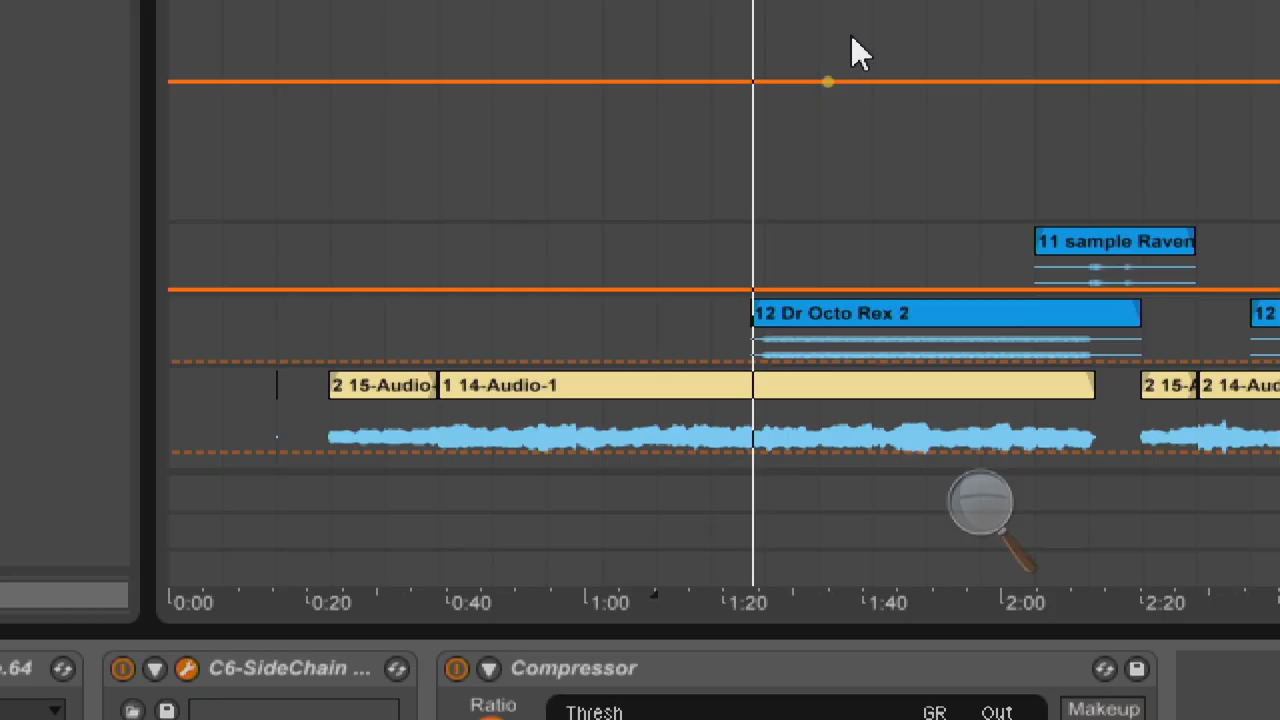 11 sample Raven
12 Dr Octo Rex 2
12
2 15-Audio-
1 14-Audio-1
2 15-A
2 14-Aud
0:00
0:20
0:40
1:00
1:20
1:40
2:00
2:20
.64
C6-SideChain ...
Compressor
Ratio
Thresh
GR
Out
Makeup